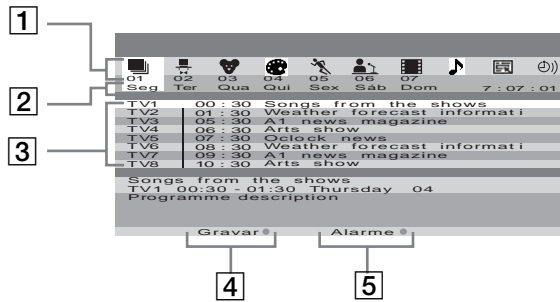 1
01 02 03 04 05 06 07
2
Seg Ter Qua Qui Sex Sáb Dom 7 : 07 : 01
TV1 00 : 30 Songs from the shows
TV2 01 : 30 Weather forecast informati
3
TV3 30 A1 news magazine
TV4 06 : 30 Arts show
TV5 07 : 30 Oclock news
TV6 08 : 30 Weather forecast informati
TV7 09 : 30 A1 news magazine
TV8 10 : 30 Arts show
Songs from the shows
TV1 00:30 - 01:30 Thursday 04
Programme description
Gravar Alarme
4 5